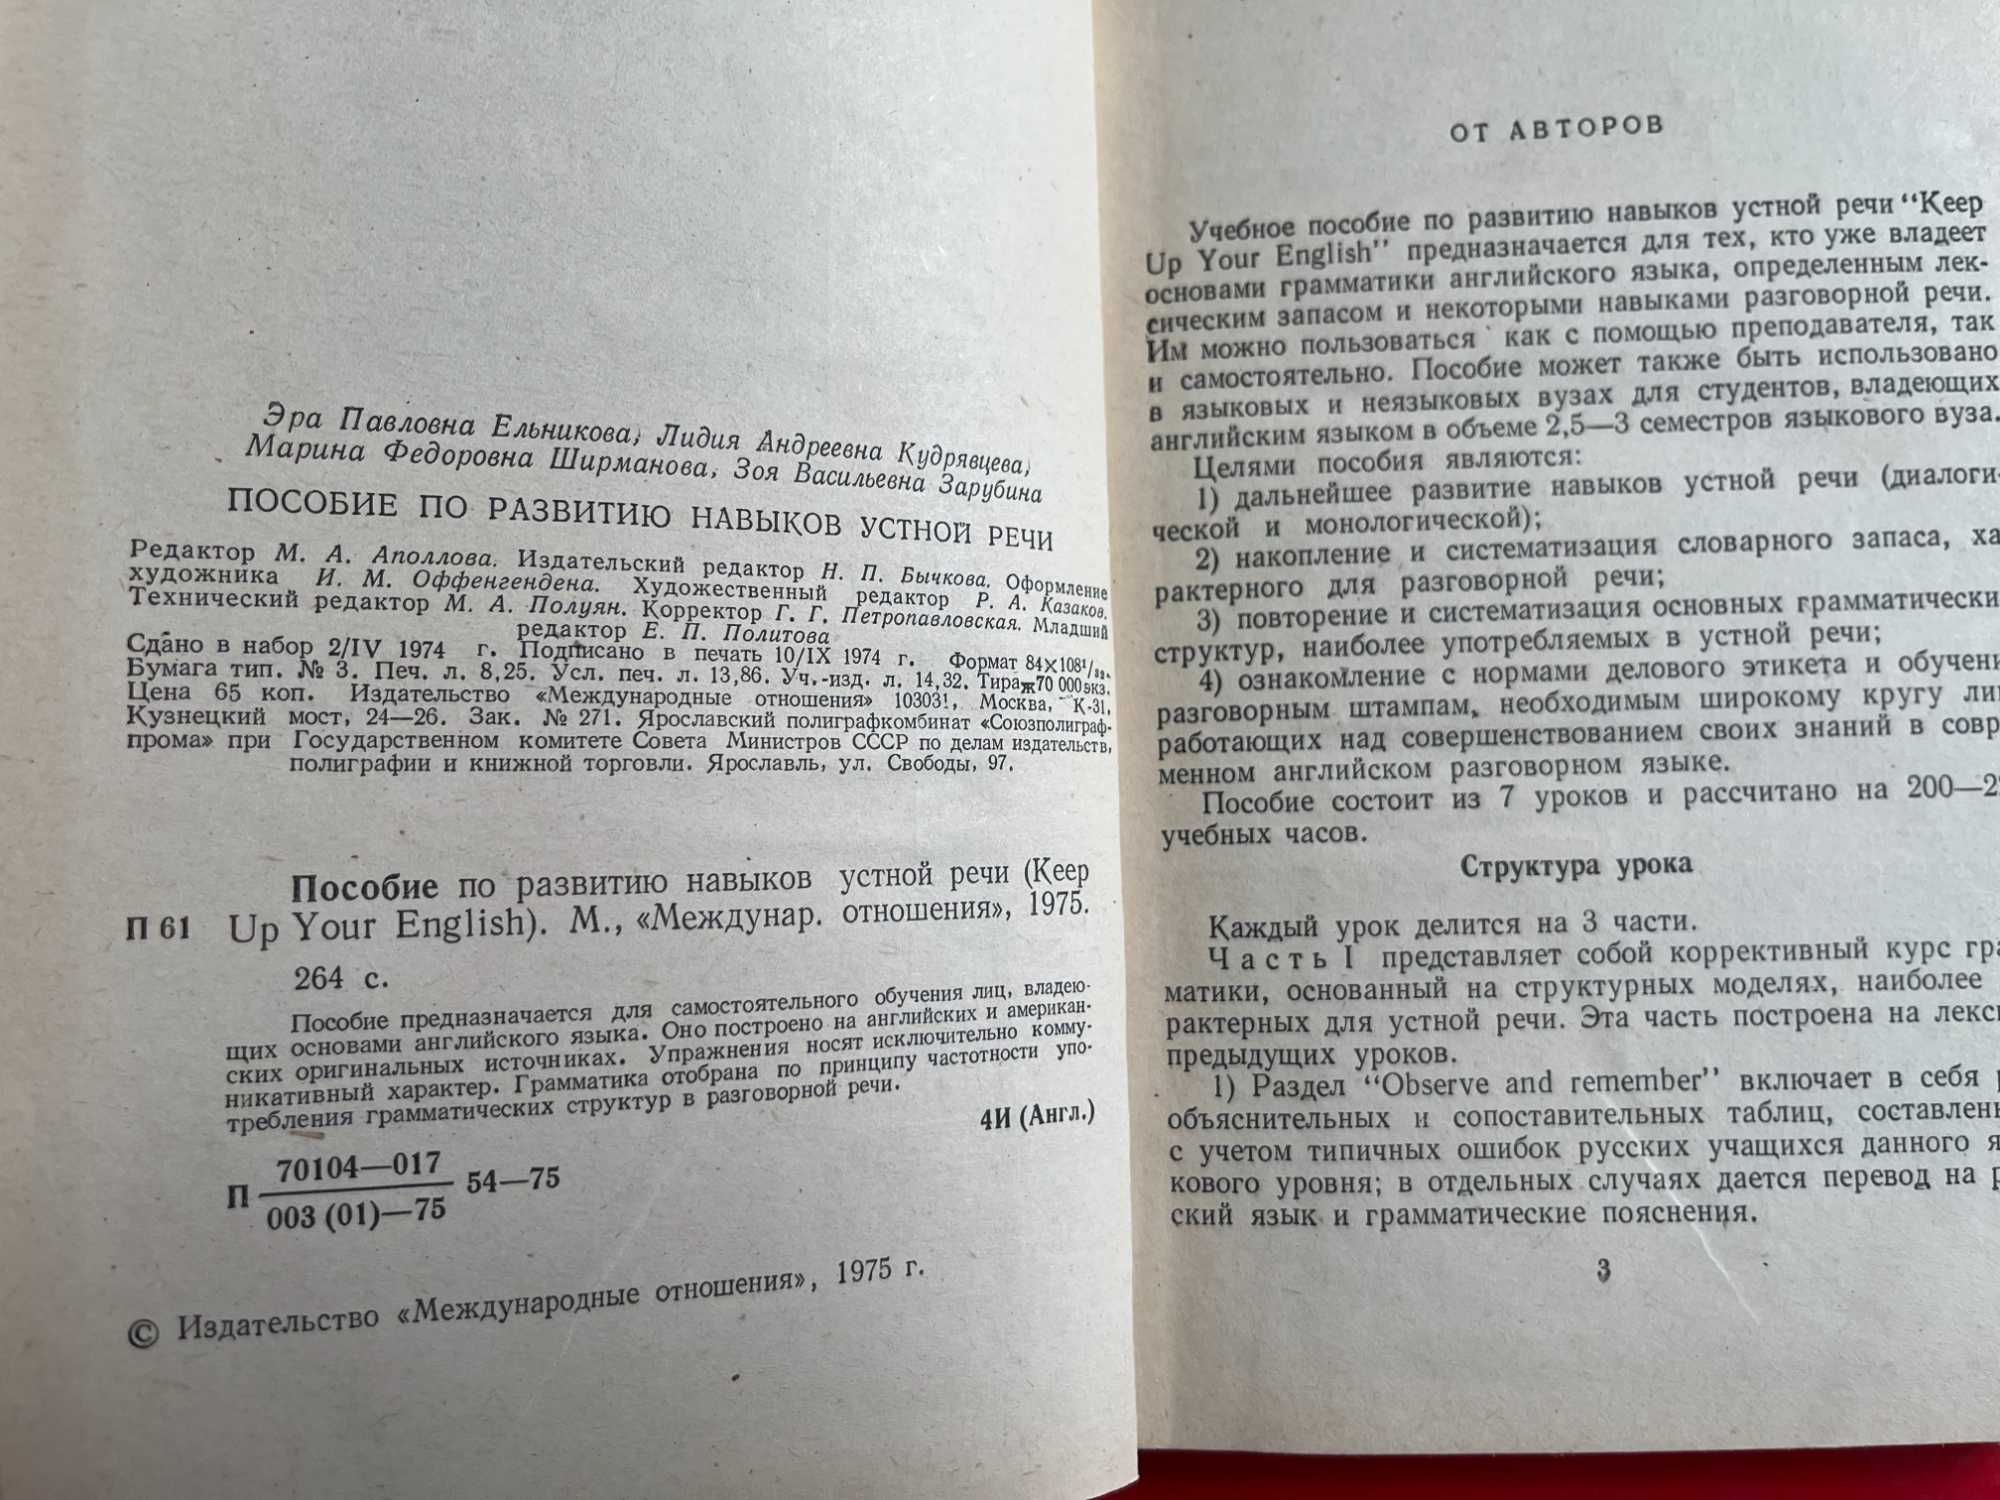 Эра Павловна Ельникова, Лидия Андреевна Кудрявцева,
Марина Федоровна Ширманова, Зоя Васильевна Зарубина
ПОСОБИЕ ПО РАЗВИТИЮ НАВЫКОВ УСТНОЙ РЕЧИ
Редактор М. А. Аполлова. Издательский редактор Н. П. Бычкова. Оформление
художника И. М. Оффенгендена. Художественный редактор Р. А. Казаков.
Технический редактор М. А. Полуян. Корректор Г. Г. Петропавловская. Младший
редактор Е. П. Политова
Сдано в набор 2/IV 1974 г. Подписано в печать 10/IX 1974 г. Формат 84×108¹/₃₂.
Бумага тип. № 3. Печ. л. 8,25. Усл. печ. л. 13,86. Уч.-изд. л. 14,32. Тираж 70 000 экз.
Цена 65 коп. Издательство «Международные отношения» 103031, Москва, К-31,
Кузнецкий мост, 24—26. Зак. № 271. Ярославский полиграфкомбинат «Союзполиграф-
прома» при Государственном комитете Совета Министров СССР по делам издательств,
полиграфии и книжной торговли. Ярославль, ул. Свободы, 97.
Пособие по развитию навыков устной речи (Keep
П 61 Up Your English). М., «Междунар. отношения», 1975.
264 с.
Пособие предназначается для самостоятельного обучения лиц, владею-
щих основами английского языка. Оно построено на английских и американ-
ских оригинальных источниках. Упражнения носят исключительно комму-
никативный характер. Грамматика отобрана по принципу частотности упо-
требления грамматических структур в разговорной речи.
4И (Англ.)
70104—017
П 54—75
003 (01)—75
© Издательство «Международные отношения», 1975 г.
ОТ АВТОРОВ
Учебное пособие по развитию навыков устной речи “Keep
Up Your English” предназначается для тех, кто уже владеет
основами грамматики английского языка, определенным лек-
сическим запасом и некоторыми навыками разговорной речи.
Им можно пользоваться как с помощью преподавателя, так
и самостоятельно. Пособие может также быть использовано
в языковых и неязыковых вузах для студентов, владеющих
английским языком в объеме 2,5—3 семестров языкового вуза.
Целями пособия являются:
1) дальнейшее развитие навыков устной речи (диалоги-
ческой и монологической);
2) накопление и систематизация словарного запаса, ха
рактерного для разговорной речи;
3) повторение и систематизация основных грамматически
структур, наиболее употребляемых в устной речи;
4) ознакомление с нормами делового этикета и обучени
разговорным штампам, необходимым широкому кругу ли
работающих над совершенствованием своих знаний в совр
менном английском разговорном языке.
Пособие состоит из 7 уроков и рассчитано на 200—2
учебных часов.
Структура урока
Каждый урок делится на 3 части.
Часть I представляет собой коррективный курс гра
матики, основанный на структурных моделях, наиболее
рактерных для устной речи. Эта часть построена на лекс
предыдущих уроков.
1) Раздел “Observe and remember” включает в себя р
объяснительных и сопоставительных таблиц, составлен
с учетом типичных ошибок русских учащихся данного я
кового уровня; в отдельных случаях дается перевод на р
ский язык и грамматические пояснения.
3